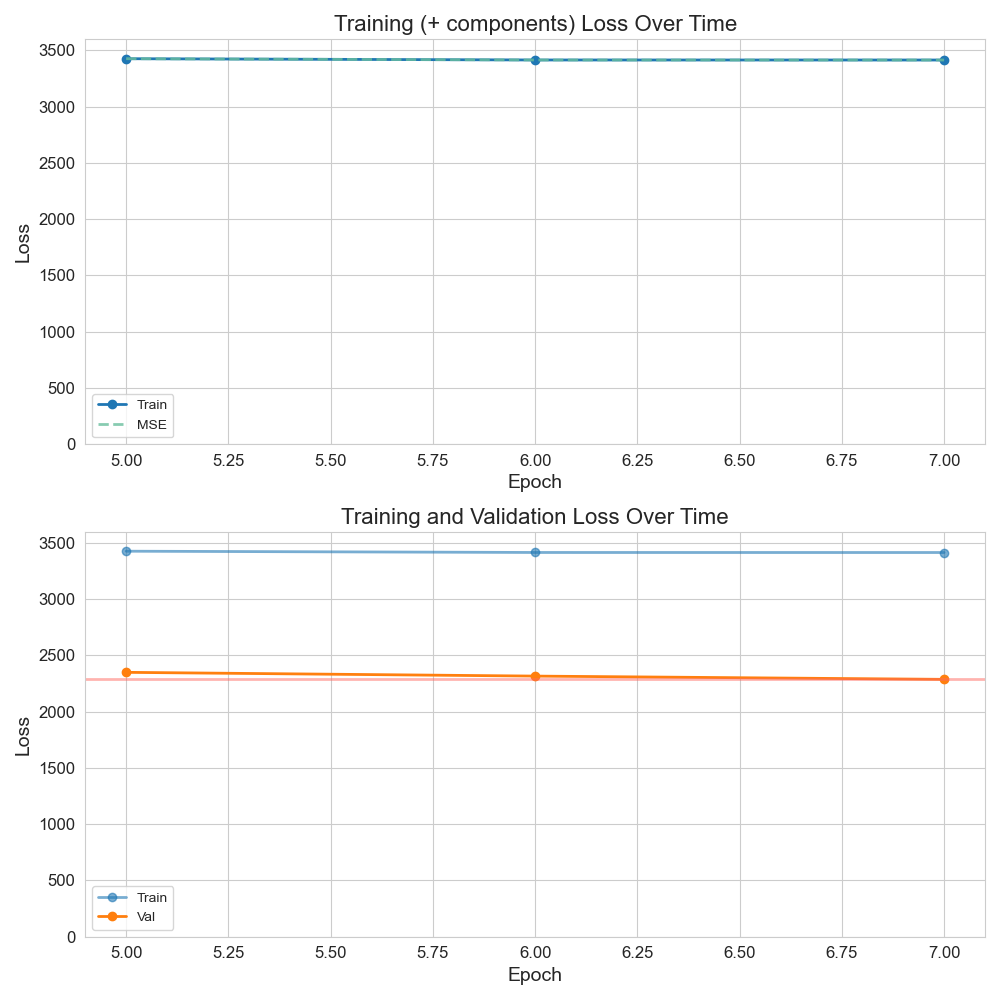 Training (+ components) Loss Over Time
3500
3000
2500
2000
1500
1000
500
0
Loss
Train
MSE
5.00 5.25 5.50 5.75 6.00 6.25 6.50 6.75 7.00
Epoch
Training and Validation Loss Over Time
3500
3000
2500
2000
1500
1000
500
0
Loss
Train
Val
5.00 5.25 5.50 5.75 6.00 6.25 6.50 6.75 7.00
Epoch